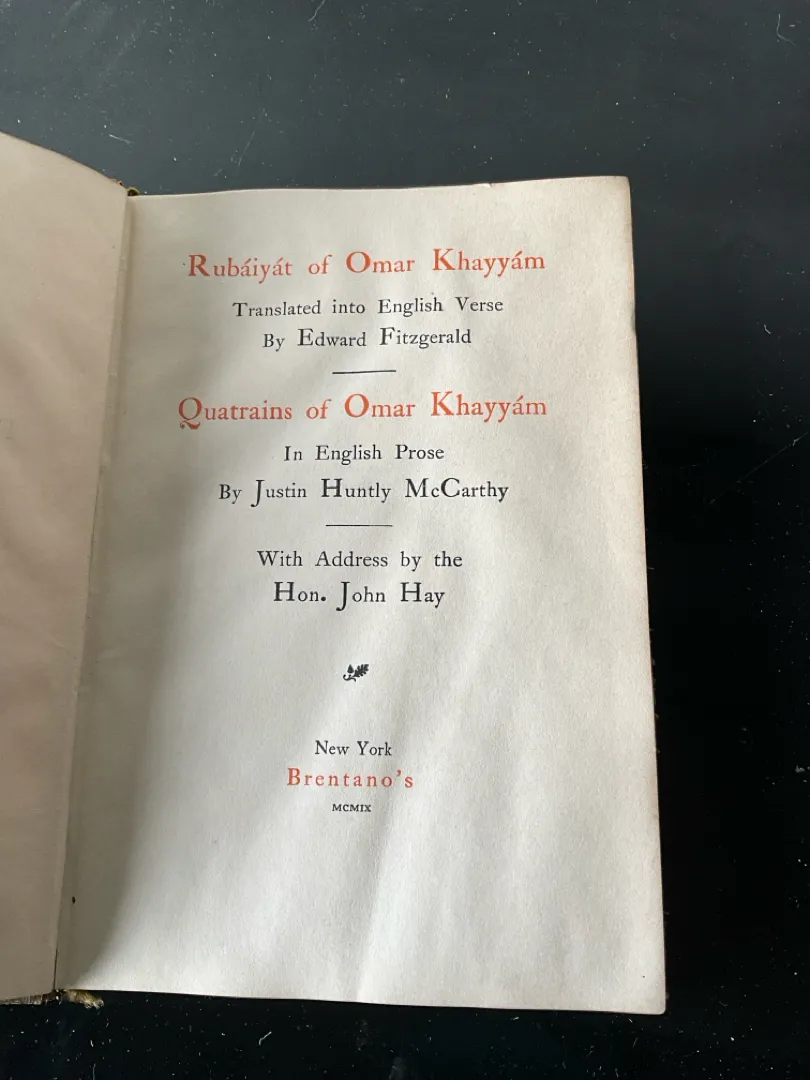 Rubáiyát of Omar Khayyám
Translated into English Verse
By Edward Fitzgerald
Quatrains of Omar Khayyám
In English Prose
By Justin Huntly McCarthy
With Address by the
Hon. John Hay
New York
Brentano's
MCMIX